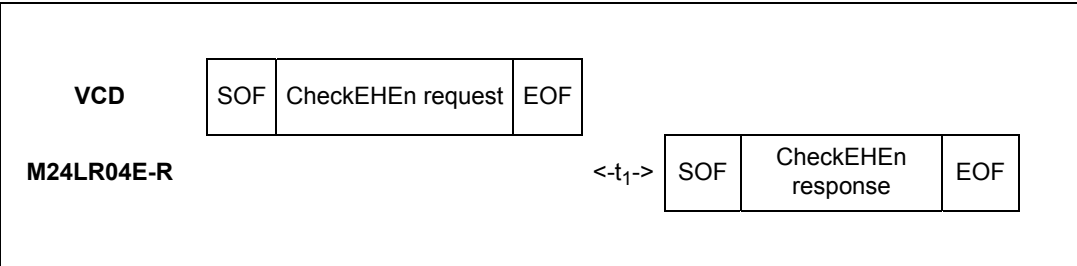 VCD SOF CheckEHEn request EOF
M24LR04E-R <-t1-> SOF CheckEHEn response EOF